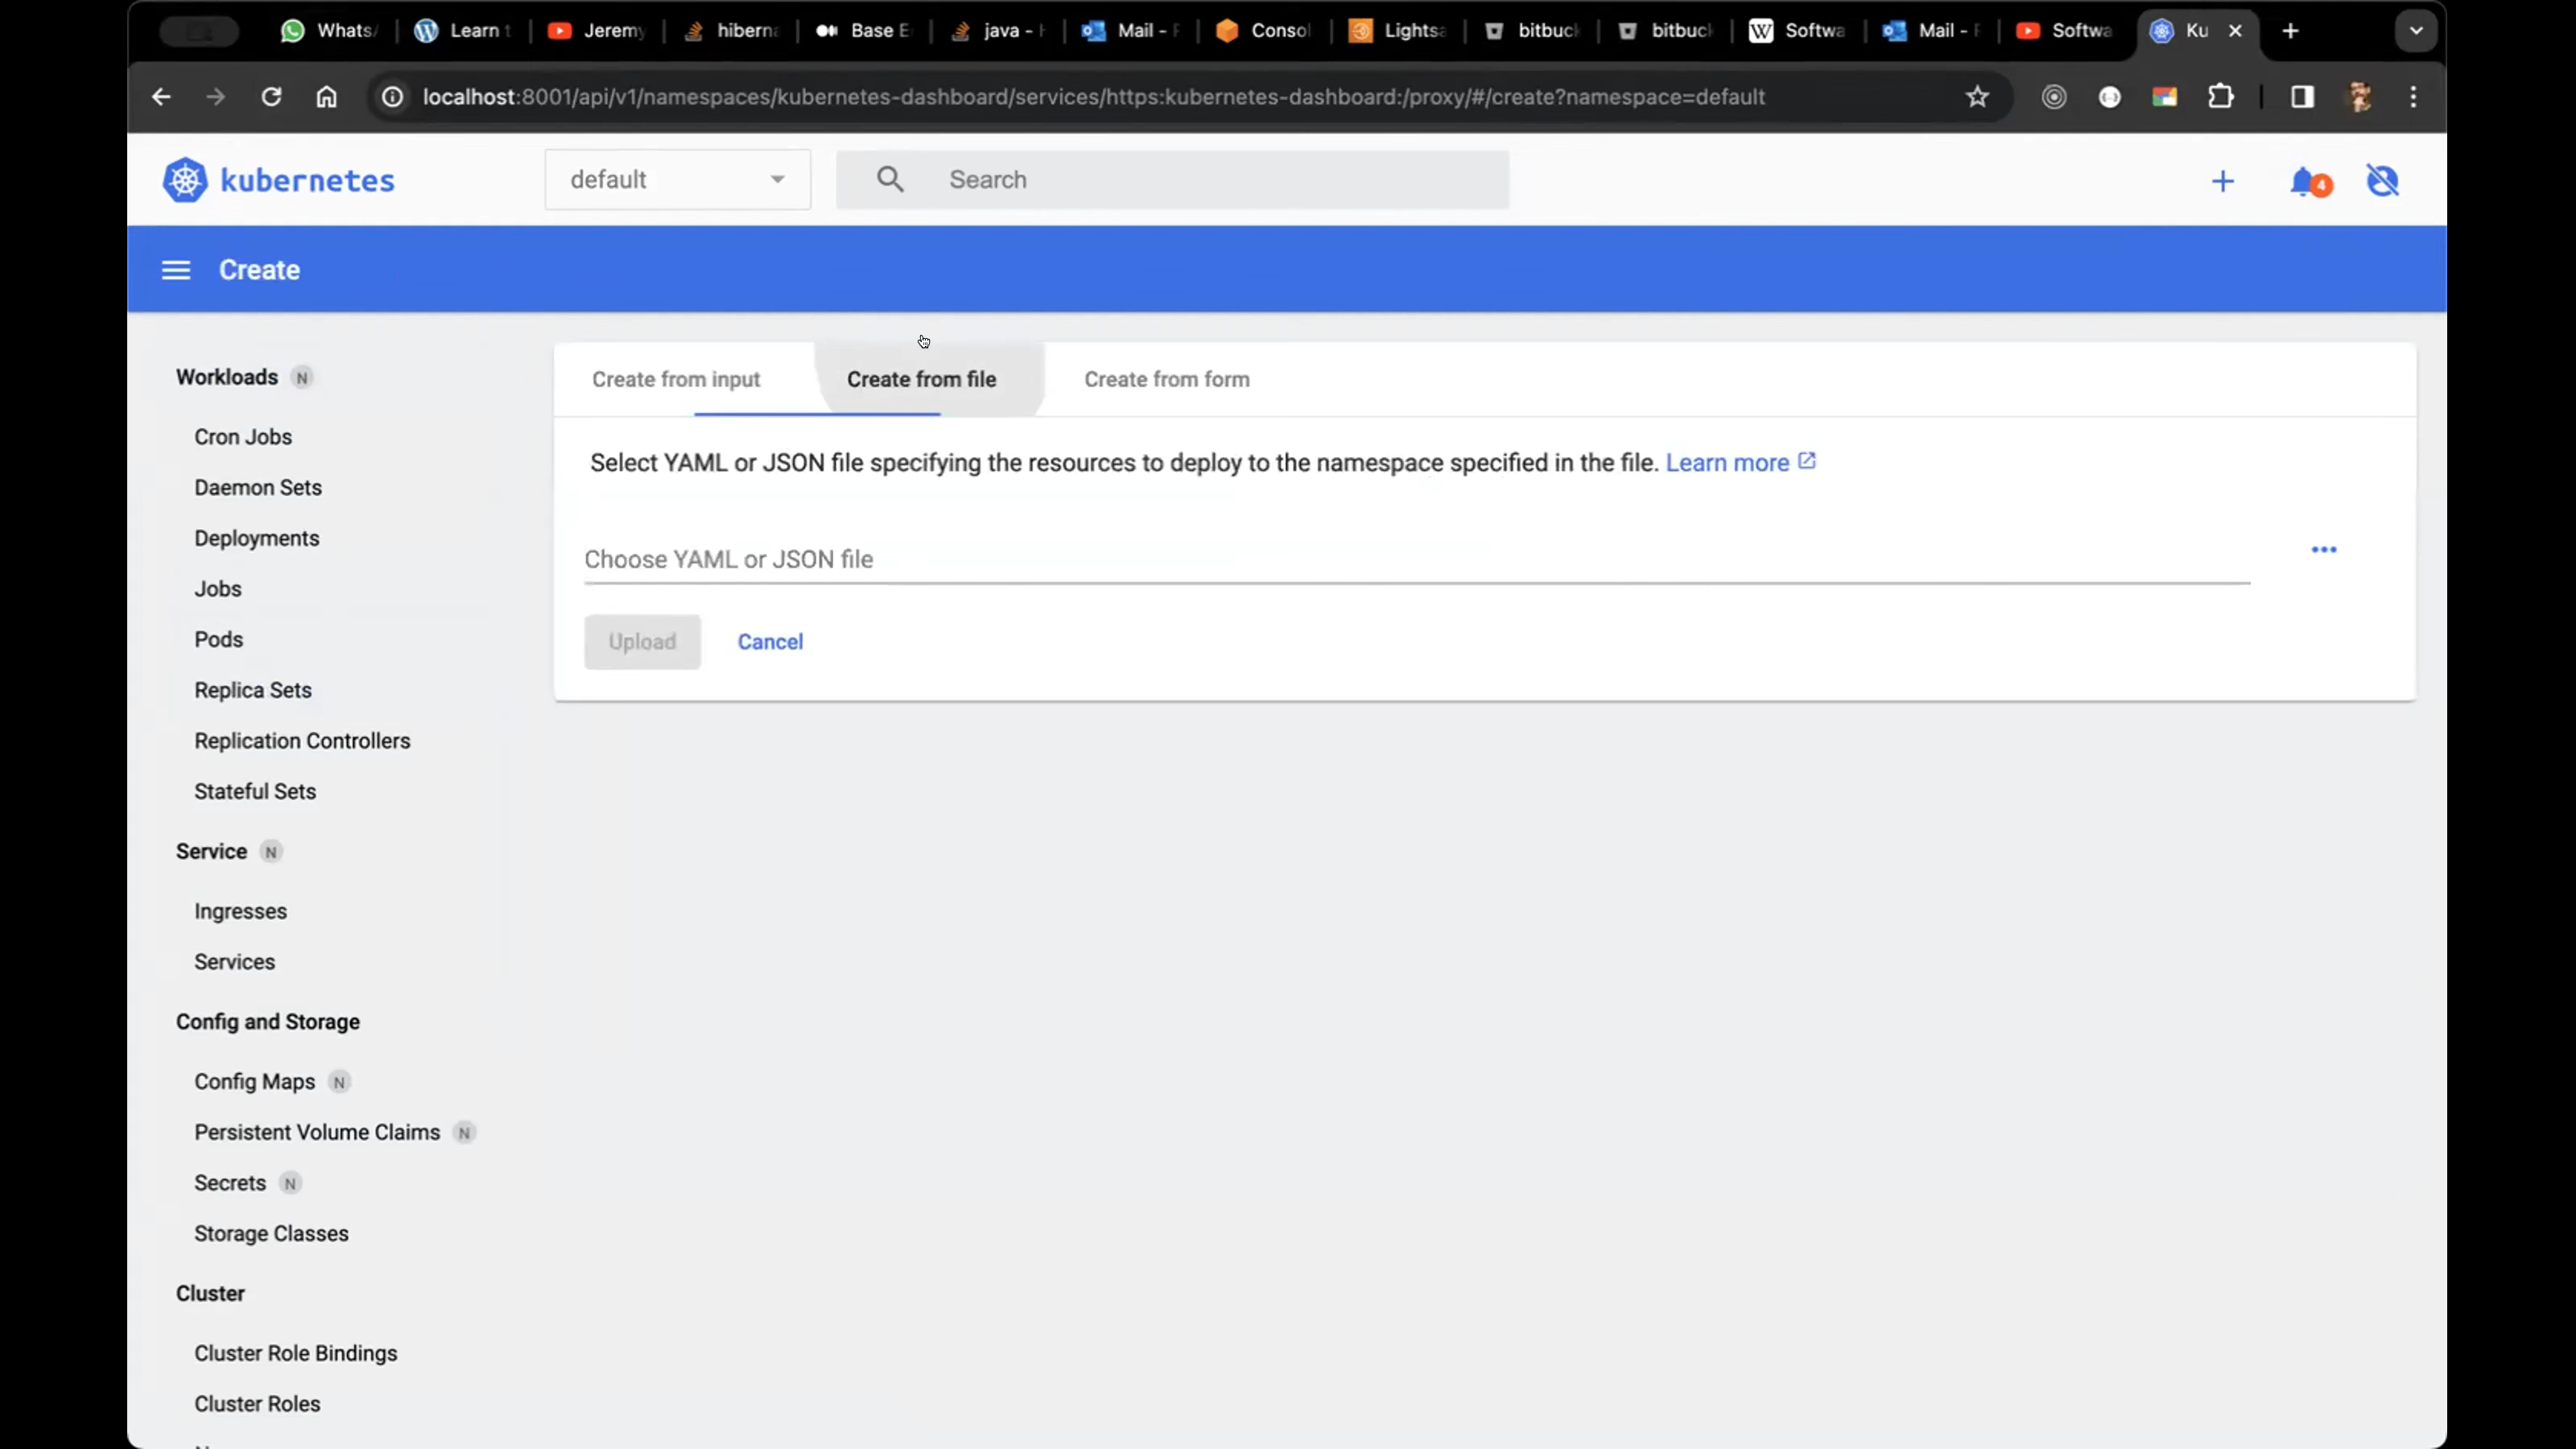 Whats
Learn t
Jeremy
hiberna
Base E
java - H
Mail -
Consol
Lightsa
bitbuck
bitbuck
Softwa
Mail -
Softwa
Ku
localhost:8001/api/v1/namespaces/kubernetes-dashboard/services/https:kubernetes-dashboard:/proxy/#/create?namespace=default
kubernetes
default
Search
4
Create
Workloads N
Cron Jobs
Daemon Sets
Deployments
Jobs
Pods
Replica Sets
Replication Controllers
Stateful Sets
Service N
Ingresses
Services
Config and Storage
Config Maps N
Persistent Volume Claims N
Secrets N
Storage Classes
Cluster
Cluster Role Bindings
Cluster Roles
Create from input
Create from file
Create from form
Select YAML or JSON file specifying the resources to deploy to the namespace specified in the file. Learn more
Choose YAML or JSON file
Upload
Cancel